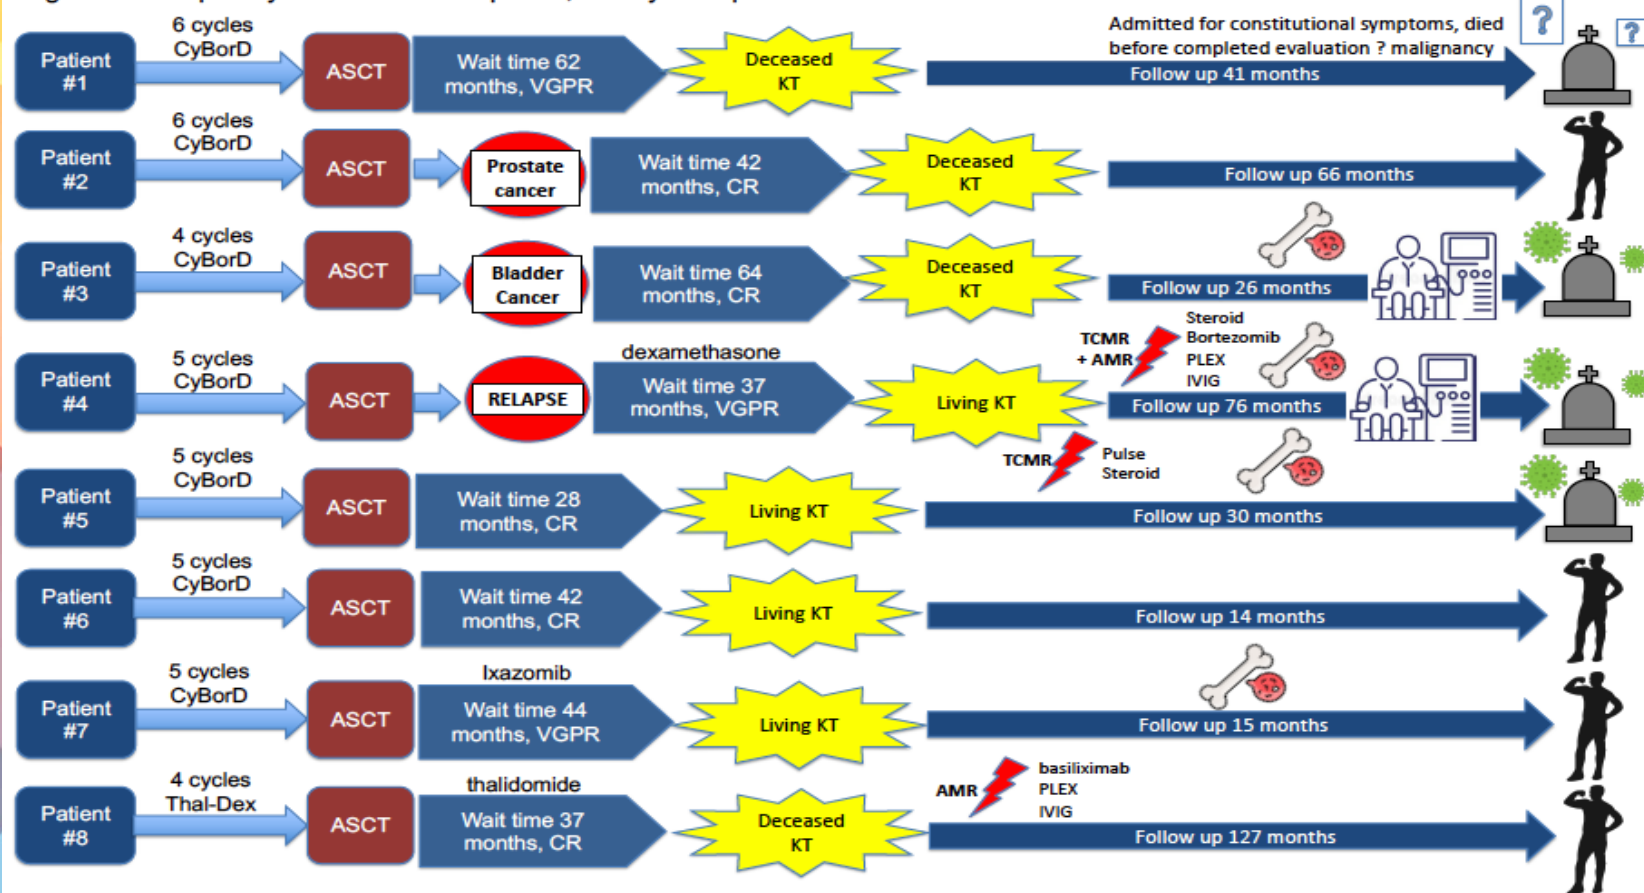 Admitted for constitutional symptoms, died
before completed evaluation ? malignancy
?
?
Patient
#1
6 cycles
CyBorD
ASCT
Wait time 62
months, VGPR
Deceased
KT
Follow up 41 months
Patient
#2
6 cycles
CyBorD
ASCT
Prostate
cancer
Wait time 42
months, CR
Deceased
KT
Follow up 66 months
Patient
#3
4 cycles
CyBorD
ASCT
Bladder
Cancer
Wait time 64
months, CR
Deceased
KT
Follow up 26 months
Patient
#4
5 cycles
CyBorD
ASCT
RELAPSE
dexamethasone
Wait time 37
months, VGPR
Living KT
TCMR
+ AMR
Steroid
Bortezomib
PLEX
IVIG
Follow up 76 months
Patient
#5
5 cycles
CyBorD
ASCT
Wait time 28
months, CR
Living KT
TCMR
Pulse
Steroid
Follow up 30 months
Patient
#6
5 cycles
CyBorD
ASCT
Wait time 42
months, CR
Living KT
Follow up 14 months
Patient
#7
5 cycles
CyBorD
ASCT
Ixazomib
Wait time 44
months, VGPR
Living KT
Follow up 15 months
Patient
#8
4 cycles
Thal-Dex
ASCT
thalidomide
Wait time 37
months, CR
Deceased
KT
AMR
basiliximab
PLEX
IVIG
Follow up 127 months